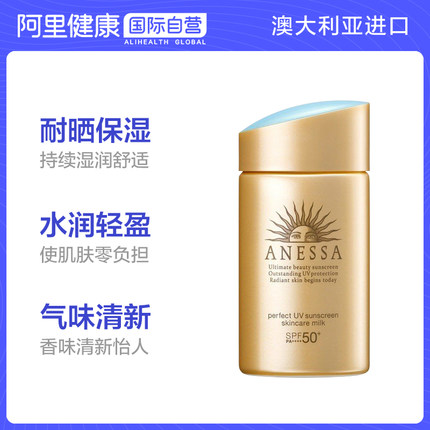 阿里健康 国际自营
ALIHEALTH GLOBAL
澳大利亚进口
耐晒保湿
持续湿润舒适
水润轻盈
使肌肤零负担
气味清新
香味清新怡人
ANESSA
Ultimate beauty sunscreen
Outstanding UV protection
Radiant skin begins today
perfect UV sunscreen
skincare milk
SPF50+
PA++++